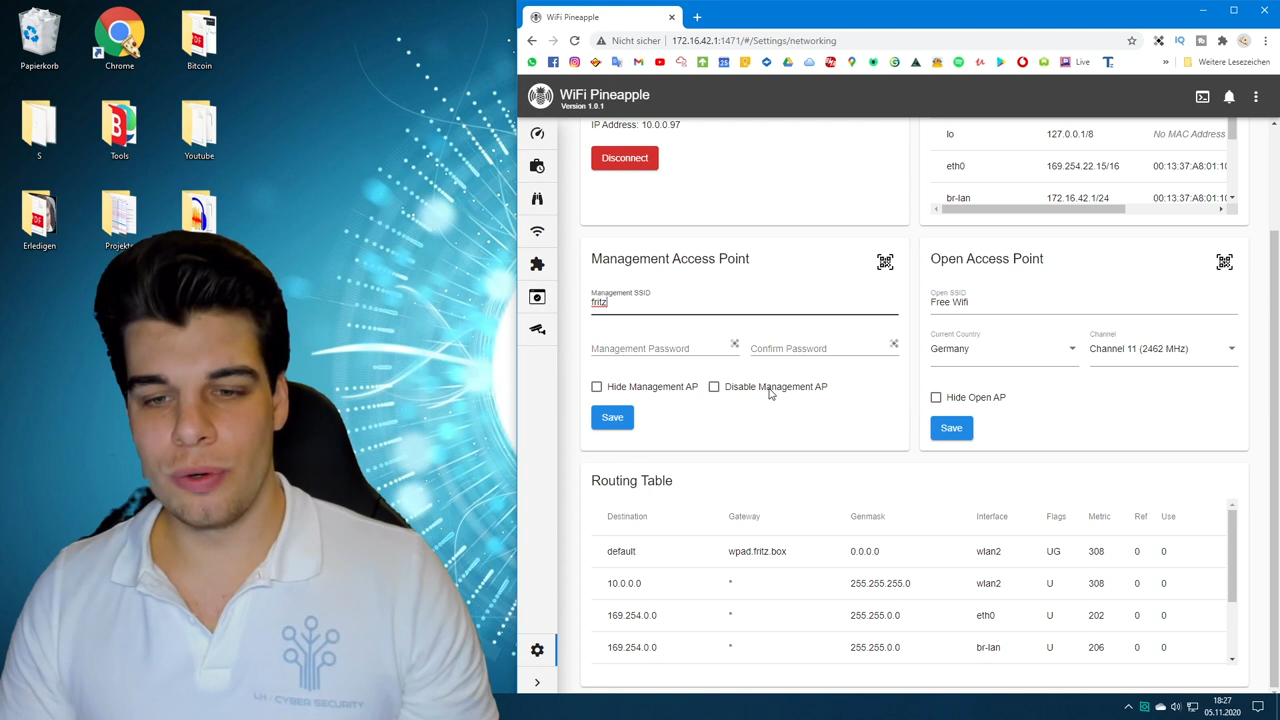 Papierkorb
Chrome
Bitcoin
S
Tools
Youtube
Erledigen
Projekte
LH / CYBER SECURITY
WiFi Pineapple
Nicht sicher | 172.16.42.1:1471/#/Settings/networking
Live
Weitere Lesezeichen
WiFi Pineapple
Version 1.0.1
IP Address: 10.0.0.97
Disconnect
lo 127.0.0.1/8 No MAC Address
eth0 169.254.22.15/16 00:13:37:A8:01:10
br-lan 172.16.42.1/24 00:13:37:A8:01:10
Management Access Point
Management SSID
fritz
Management Password
Confirm Password
Hide Management AP
Disable Management AP
Save
Open Access Point
Open SSID
Free Wifi
Current Country
Germany
Channel
Channel 11 (2462 MHz)
Hide Open AP
Save
Routing Table
Destination Gateway Genmask Interface Flags Metric Ref Use
default wpad.fritz.box 0.0.0.0 wlan2 UG 308 0 0
10.0.0.0 * 255.255.255.0 wlan2 U 308 0 0
169.254.0.0 * 255.255.0.0 eth0 U 202 0 0
169.254.0.0 * 255.255.0.0 br-lan U 206 0 0
18:27
05.11.2020